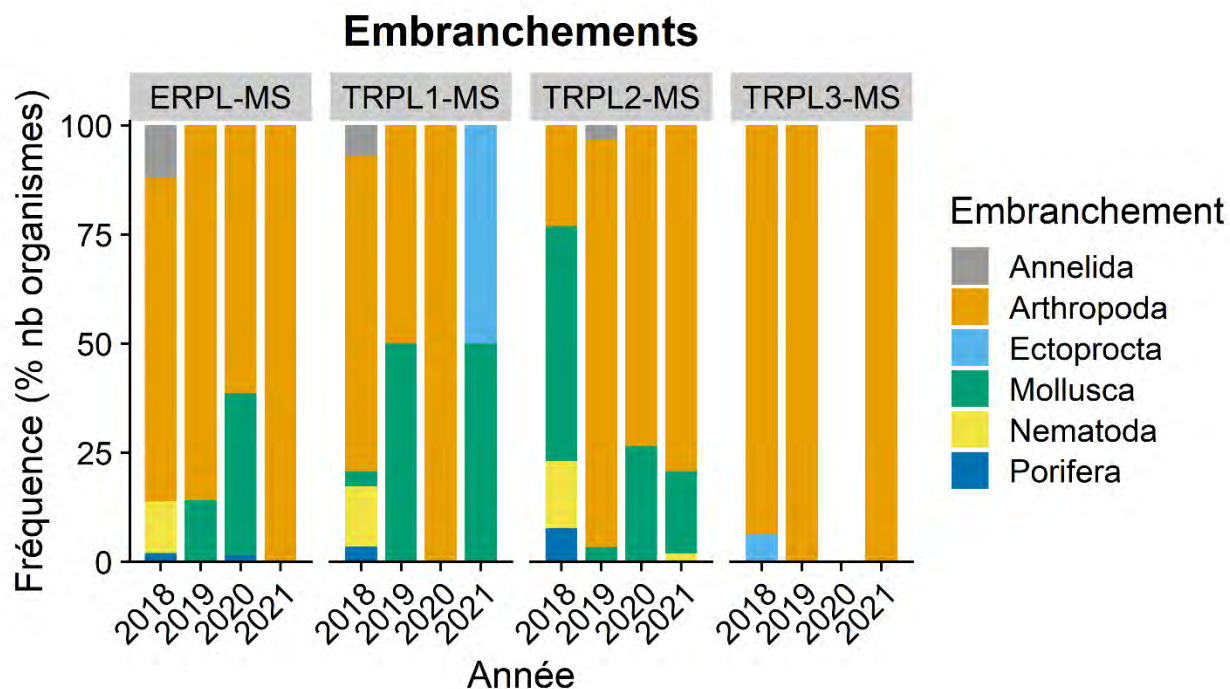 Embranchements
ERPL-MS
TRPL1-MS
TRPL2-MS
TRPL3-MS
Fréquence (% nb organismes)
100
75
50
25
0
2018
2019
2020
2021
2018
2019
2020
2021
2018
2019
2020
2021
2018
2019
2020
2021
Année
Embranchement
Annelida
Arthropoda
Ectoprocta
Mollusca
Nematoda
Porifera